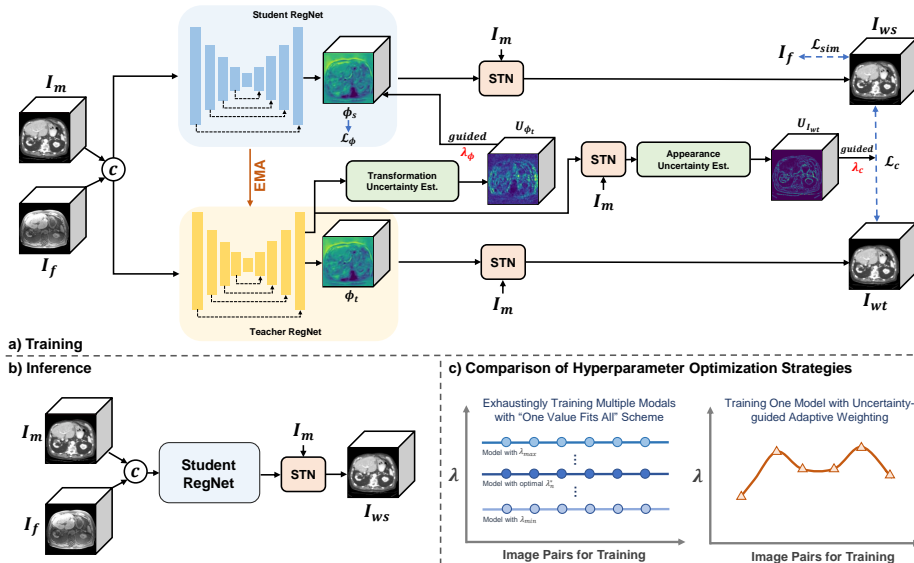 Student RegNet
I_m
I_f
C
ϕ_s
ℒ_ϕ
I_m
STN
I_f
ℒ_sim
I_ws
guided
λ_ϕ
U_ϕ_t
EMA
Transformation
Uncertainty Est.
STN
I_m
Appearance
Uncertainty Est.
U_I_wt
guided
λ_c
ℒ_c
ϕ_t
Teacher RegNet
STN
I_m
I_wt
a) Training
b) Inference
I_m
I_f
C
Student
RegNet
I_m
STN
I_ws
c) Comparison of Hyperparameter Optimization Strategies
Exhaustingly Training Multiple Modals
with “One Value Fits All” Scheme
λ
Model with λ_max
⋮
Model with optimal λ*_n
⋮
Model with λ_min
Image Pairs for Training
Training One Model with Uncertainty-
guided Adaptive Weighting
λ
Image Pairs for Training